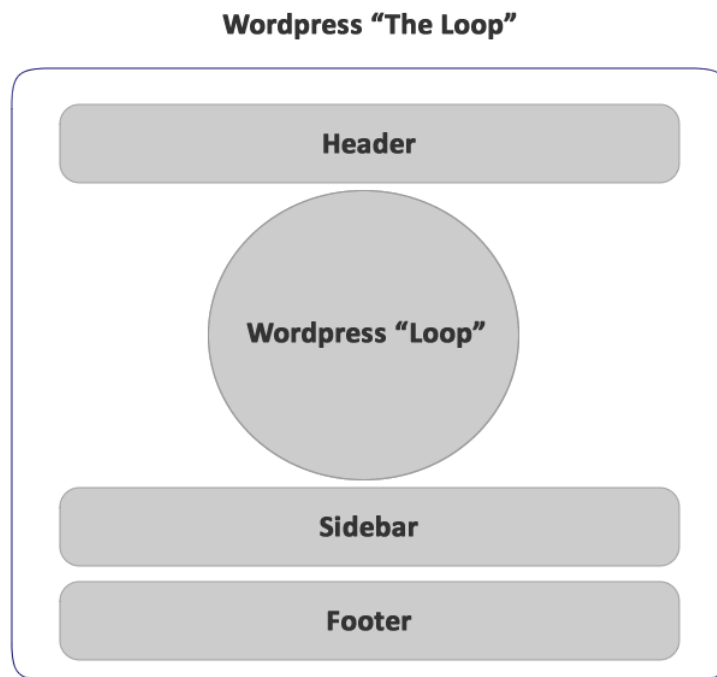 Wordpress “The Loop”
Header
Wordpress “Loop”
Sidebar
Footer